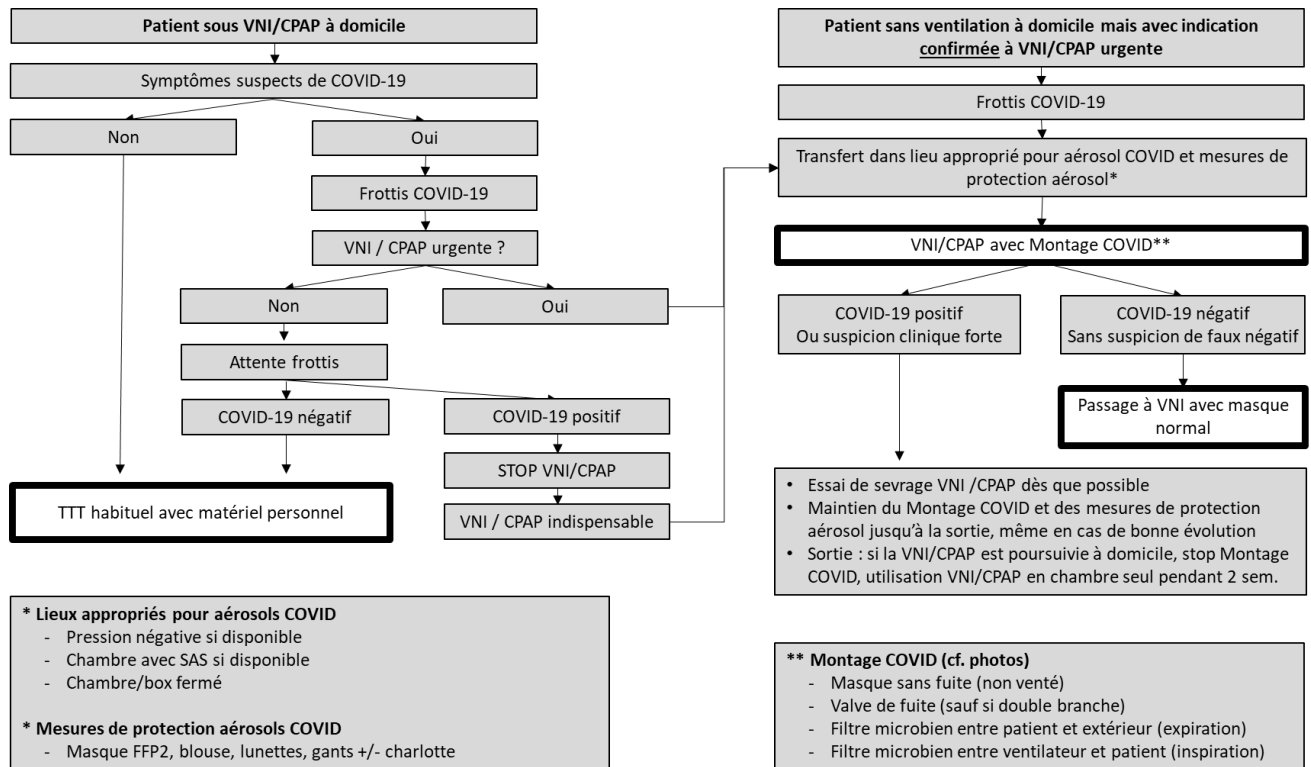 Patient sous VNI/CPAP à domicile
Symptômes suspects de COVID-19
Non
Oui
Frottis COVID-19
VNI / CPAP urgente ?
Non
Oui
Attente frottis
COVID-19 négatif
COVID-19 positif
STOP VNI/CPAP
TTT habituel avec matériel personnel
VNI / CPAP indispensable
Patient sans ventilation à domicile mais avec indication
confirmée à VNI/CPAP urgente
Frottis COVID-19
Transfert dans lieu approprié pour aérosol COVID et mesures de
protection aérosol*
VNI/CPAP avec Montage COVID**
COVID-19 positif
Ou suspicion clinique forte
COVID-19 négatif
Sans suspicion de faux négatif
Passage à VNI avec masque
normal
• Essai de sevrage VNI /CPAP dès que possible
• Maintien du Montage COVID et des mesures de protection
aérosol jusqu’à la sortie, même en cas de bonne évolution
• Sortie : si la VNI/CPAP est poursuivie à domicile, stop Montage
COVID, utilisation VNI/CPAP en chambre seul pendant 2 sem.
* Lieux appropriés pour aérosols COVID
- Pression négative si disponible
- Chambre avec SAS si disponible
- Chambre/box fermé
* Mesures de protection aérosols COVID
- Masque FFP2, blouse, lunettes, gants +/- charlotte
** Montage COVID (cf. photos)
- Masque sans fuite (non venté)
- Valve de fuite (sauf si double branche)
- Filtre microbien entre patient et extérieur (expiration)
- Filtre microbien entre ventilateur et patient (inspiration)